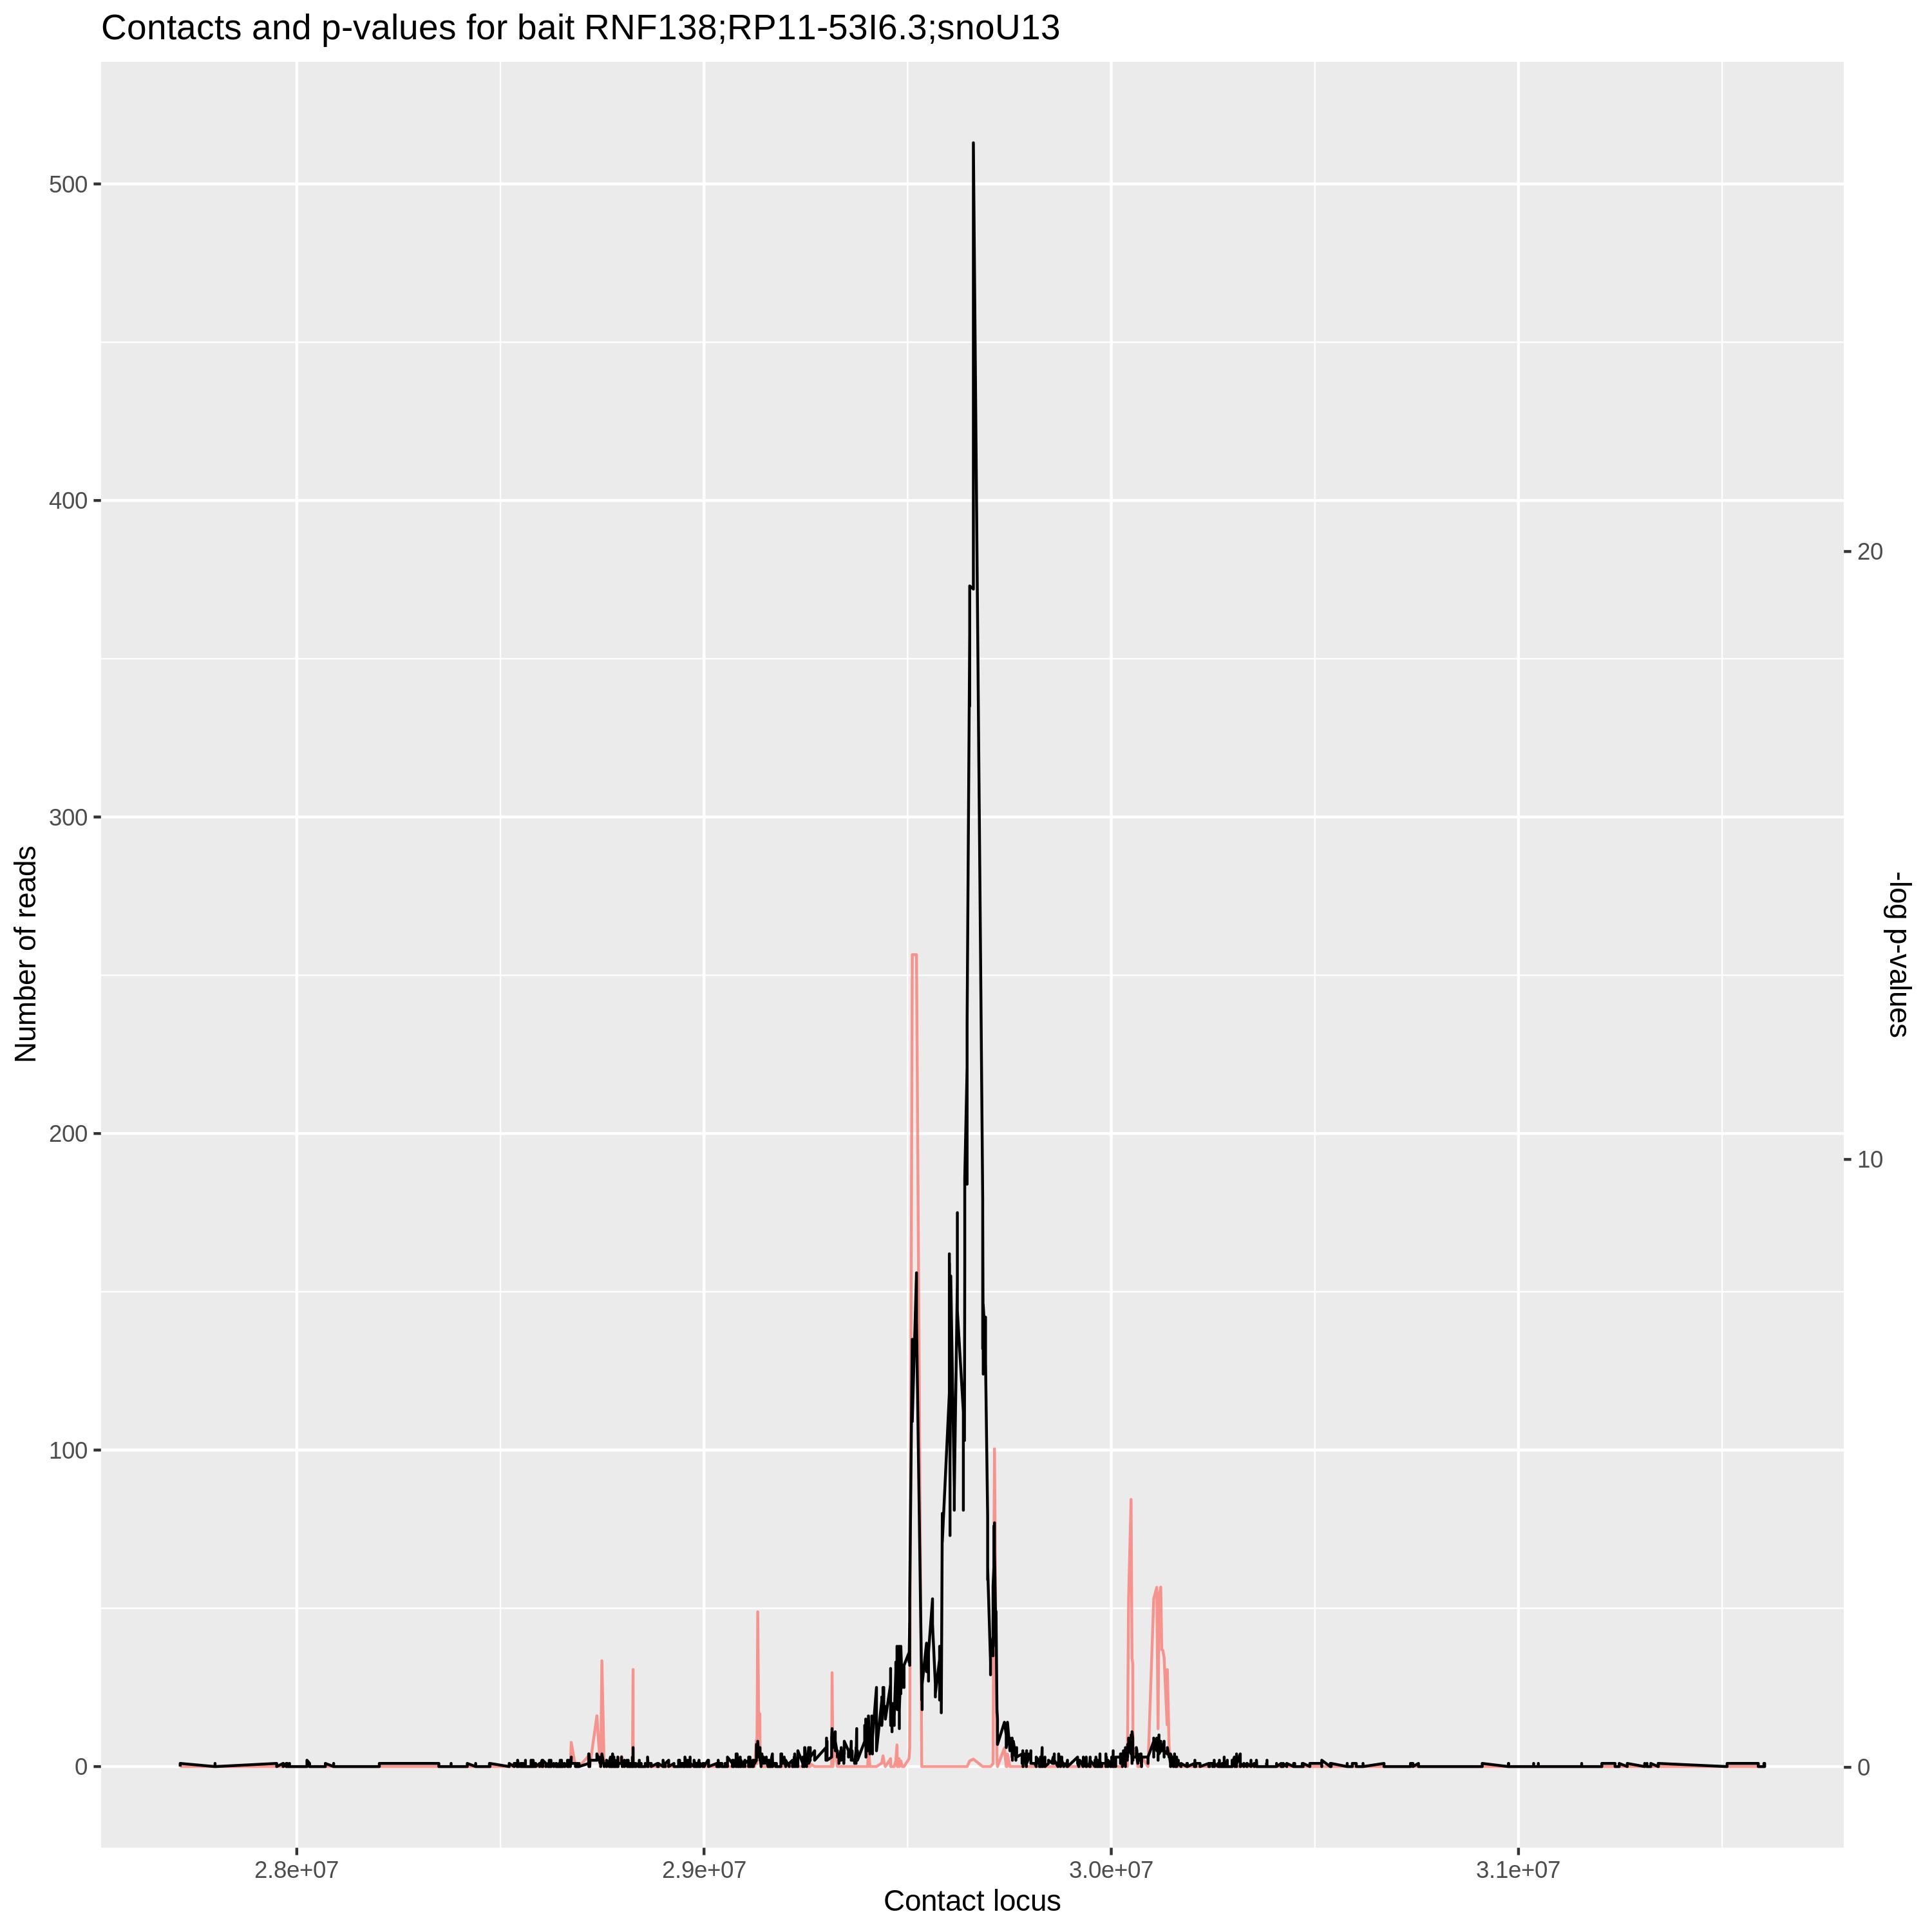 Contacts and p-values for bait RNF138;RP11-53I6.3;snoU13
500
400
300
200
100
0
Number of reads
20
10
0
-log p-values
2.8e+07
2.9e+07
3.0e+07
3.1e+07
Contact locus